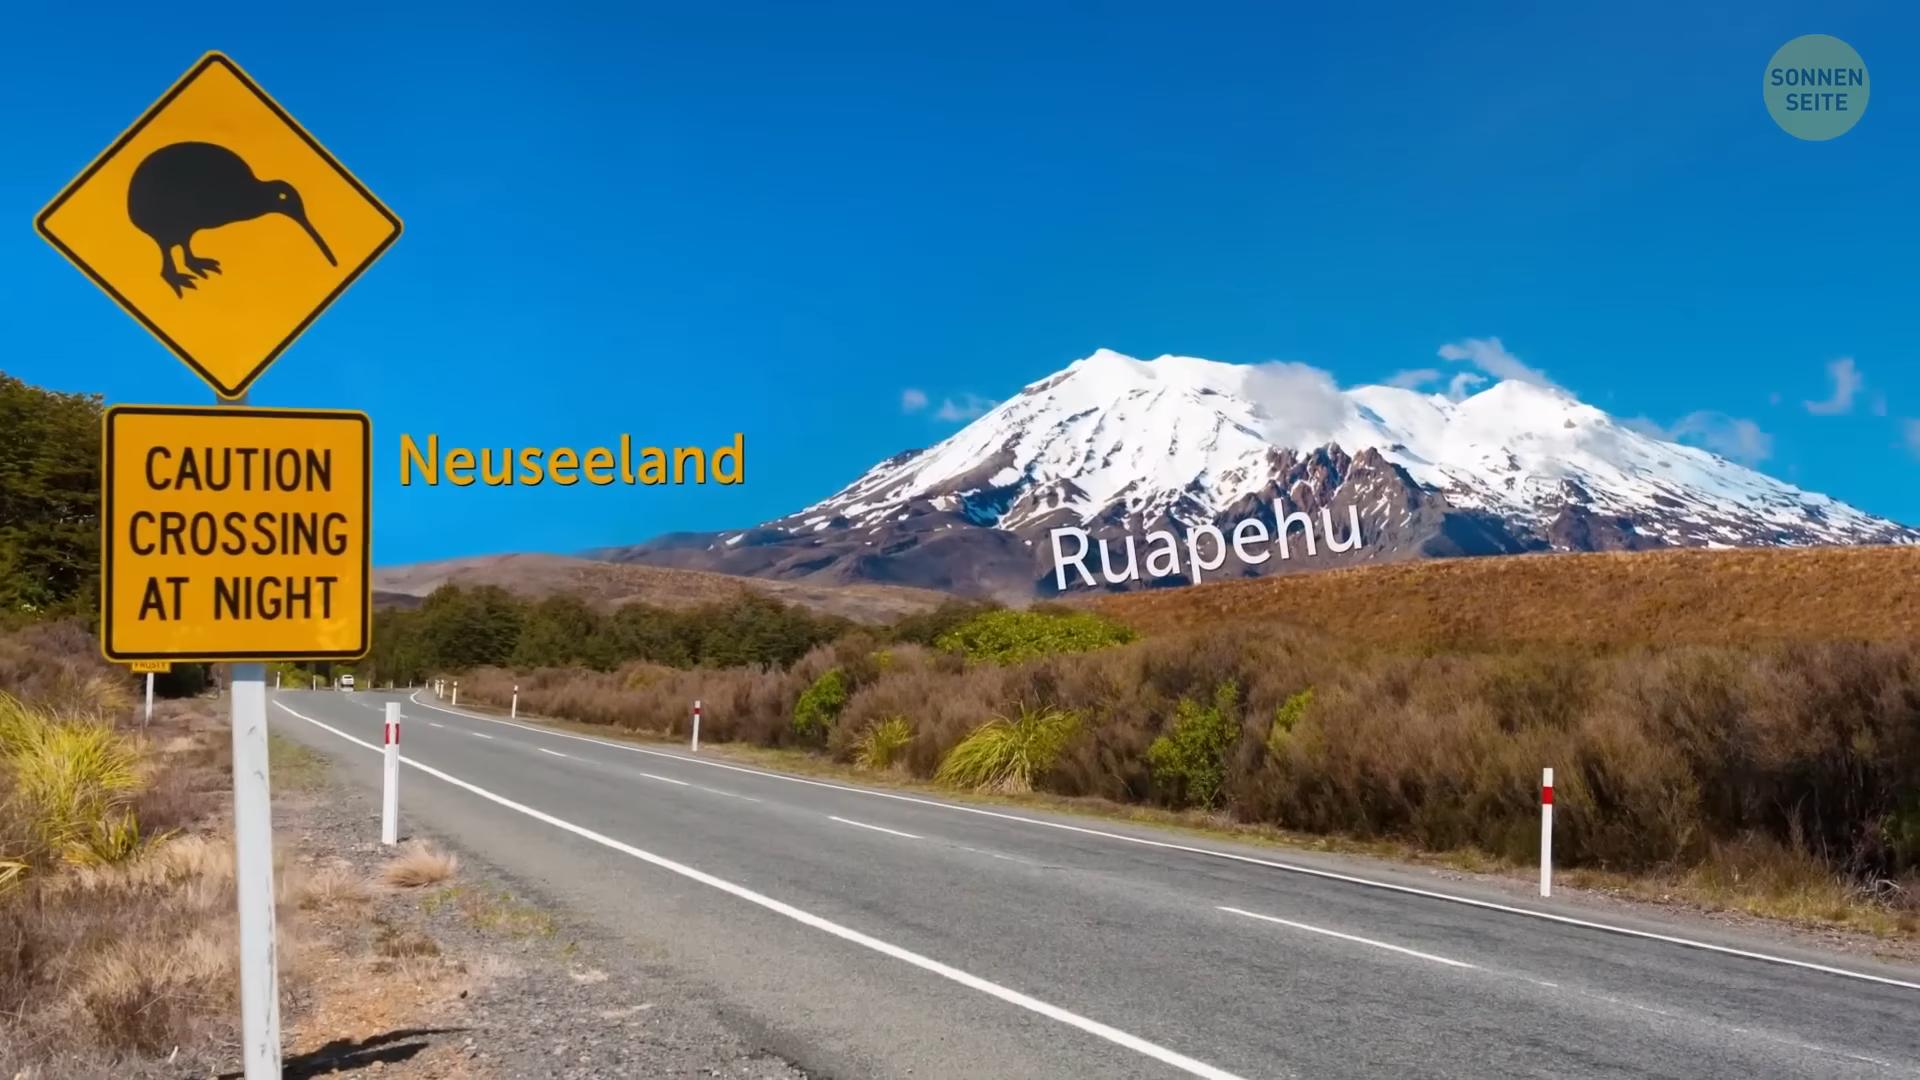 SONNEN
SEITE
CAUTION
CROSSING
AT NIGHT
Neuseeland
Ruapehu